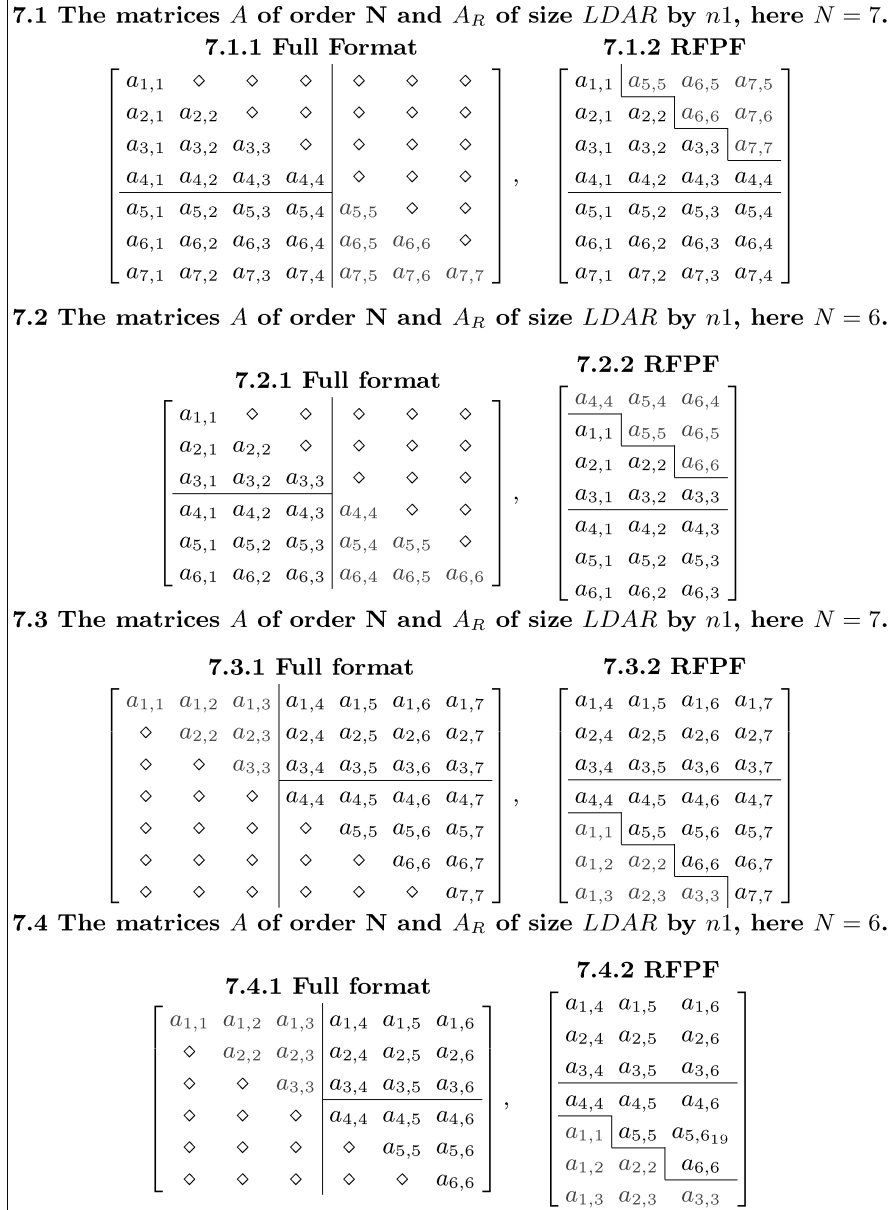 7.1 The matrices A of order N and A_R of size LDAR by n1, here N = 7.
7.1.1 Full Format 7.1.2 RFPF
a1,1 ◇ ◇ ◇ ◇ ◇ ◇ a1,1 a5,5 a6,5 a7,5
a2,1 a2,2 ◇ ◇ ◇ ◇ ◇ a2,1 a2,2 a6,6 a7,6
a3,1 a3,2 a3,3 ◇ ◇ ◇ ◇ a3,1 a3,2 a3,3 a7,7
a4,1 a4,2 a4,3 a4,4 ◇ ◇ ◇ , a4,1 a4,2 a4,3 a4,4
a5,1 a5,2 a5,3 a5,4 a5,5 ◇ ◇ a5,1 a5,2 a5,3 a5,4
a6,1 a6,2 a6,3 a6,4 a6,5 a6,6 ◇ a6,1 a6,2 a6,3 a6,4
a7,1 a7,2 a7,3 a7,4 a7,5 a7,6 a7,7 a7,1 a7,2 a7,3 a7,4
7.2 The matrices A of order N and A_R of size LDAR by n1, here N = 6.
7.2.1 Full format
a1,1 ◇ ◇ ◇ ◇ ◇
a2,1 a2,2 ◇ ◇ ◇ ◇
a3,1 a3,2 a3,3 ◇ ◇ ◇
a4,1 a4,2 a4,3 a4,4 ◇ ◇
a5,1 a5,2 a5,3 a5,4 a5,5 ◇
a6,1 a6,2 a6,3 a6,4 a6,5 a6,6
,
7.2.2 RFPF
a4,4 a5,4 a6,4
a1,1 a5,5 a6,5
a2,1 a2,2 a6,6
a3,1 a3,2 a3,3
a4,1 a4,2 a4,3
a5,1 a5,2 a5,3
a6,1 a6,2 a6,3
7.3 The matrices A of order N and A_R of size LDAR by n1, here N = 7.
7.3.1 Full format 7.3.2 RFPF
a1,1 a1,2 a1,3 a1,4 a1,5 a1,6 a1,7 a1,4 a1,5 a1,6 a1,7
◇ a2,2 a2,3 a2,4 a2,5 a2,6 a2,7 a2,4 a2,5 a2,6 a2,7
◇ ◇ a3,3 a3,4 a3,5 a3,6 a3,7 a3,4 a3,5 a3,6 a3,7
◇ ◇ ◇ a4,4 a4,5 a4,6 a4,7 , a4,4 a4,5 a4,6 a4,7
◇ ◇ ◇ ◇ a5,5 a5,6 a5,7 a1,1 a5,5 a5,6 a5,7
◇ ◇ ◇ ◇ ◇ a6,6 a6,7 a1,2 a2,2 a6,6 a6,7
◇ ◇ ◇ ◇ ◇ ◇ a7,7 a1,3 a2,3 a3,3 a7,7
7.4 The matrices A of order N and A_R of size LDAR by n1, here N = 6.
7.4.1 Full format
a1,1 a1,2 a1,3 a1,4 a1,5 a1,6
◇ a2,2 a2,3 a2,4 a2,5 a2,6
◇ ◇ a3,3 a3,4 a3,5 a3,6
◇ ◇ ◇ a4,4 a4,5 a4,6
◇ ◇ ◇ ◇ a5,5 a5,6
◇ ◇ ◇ ◇ ◇ a6,6
,
7.4.2 RFPF
a1,4 a1,5 a1,6
a2,4 a2,5 a2,6
a3,4 a3,5 a3,6
a4,4 a4,5 a4,6
a1,1 a5,5 a5,6 19
a1,2 a2,2 a6,6
a1,3 a2,3 a3,3